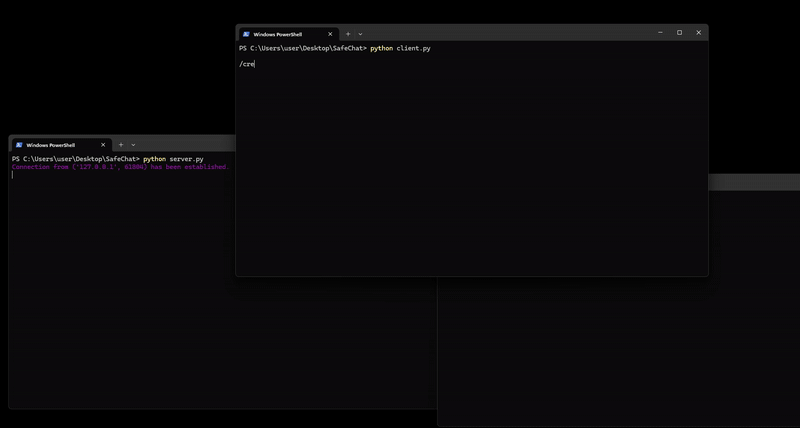 Windows PowerShell
PS C:\Users\user\Desktop\SafeChat> python client.py
/cre
Windows PowerShell
PS C:\Users\user\Desktop\SafeChat> python server.py
Connection from ('127.0.0.1', 61804) has been established.